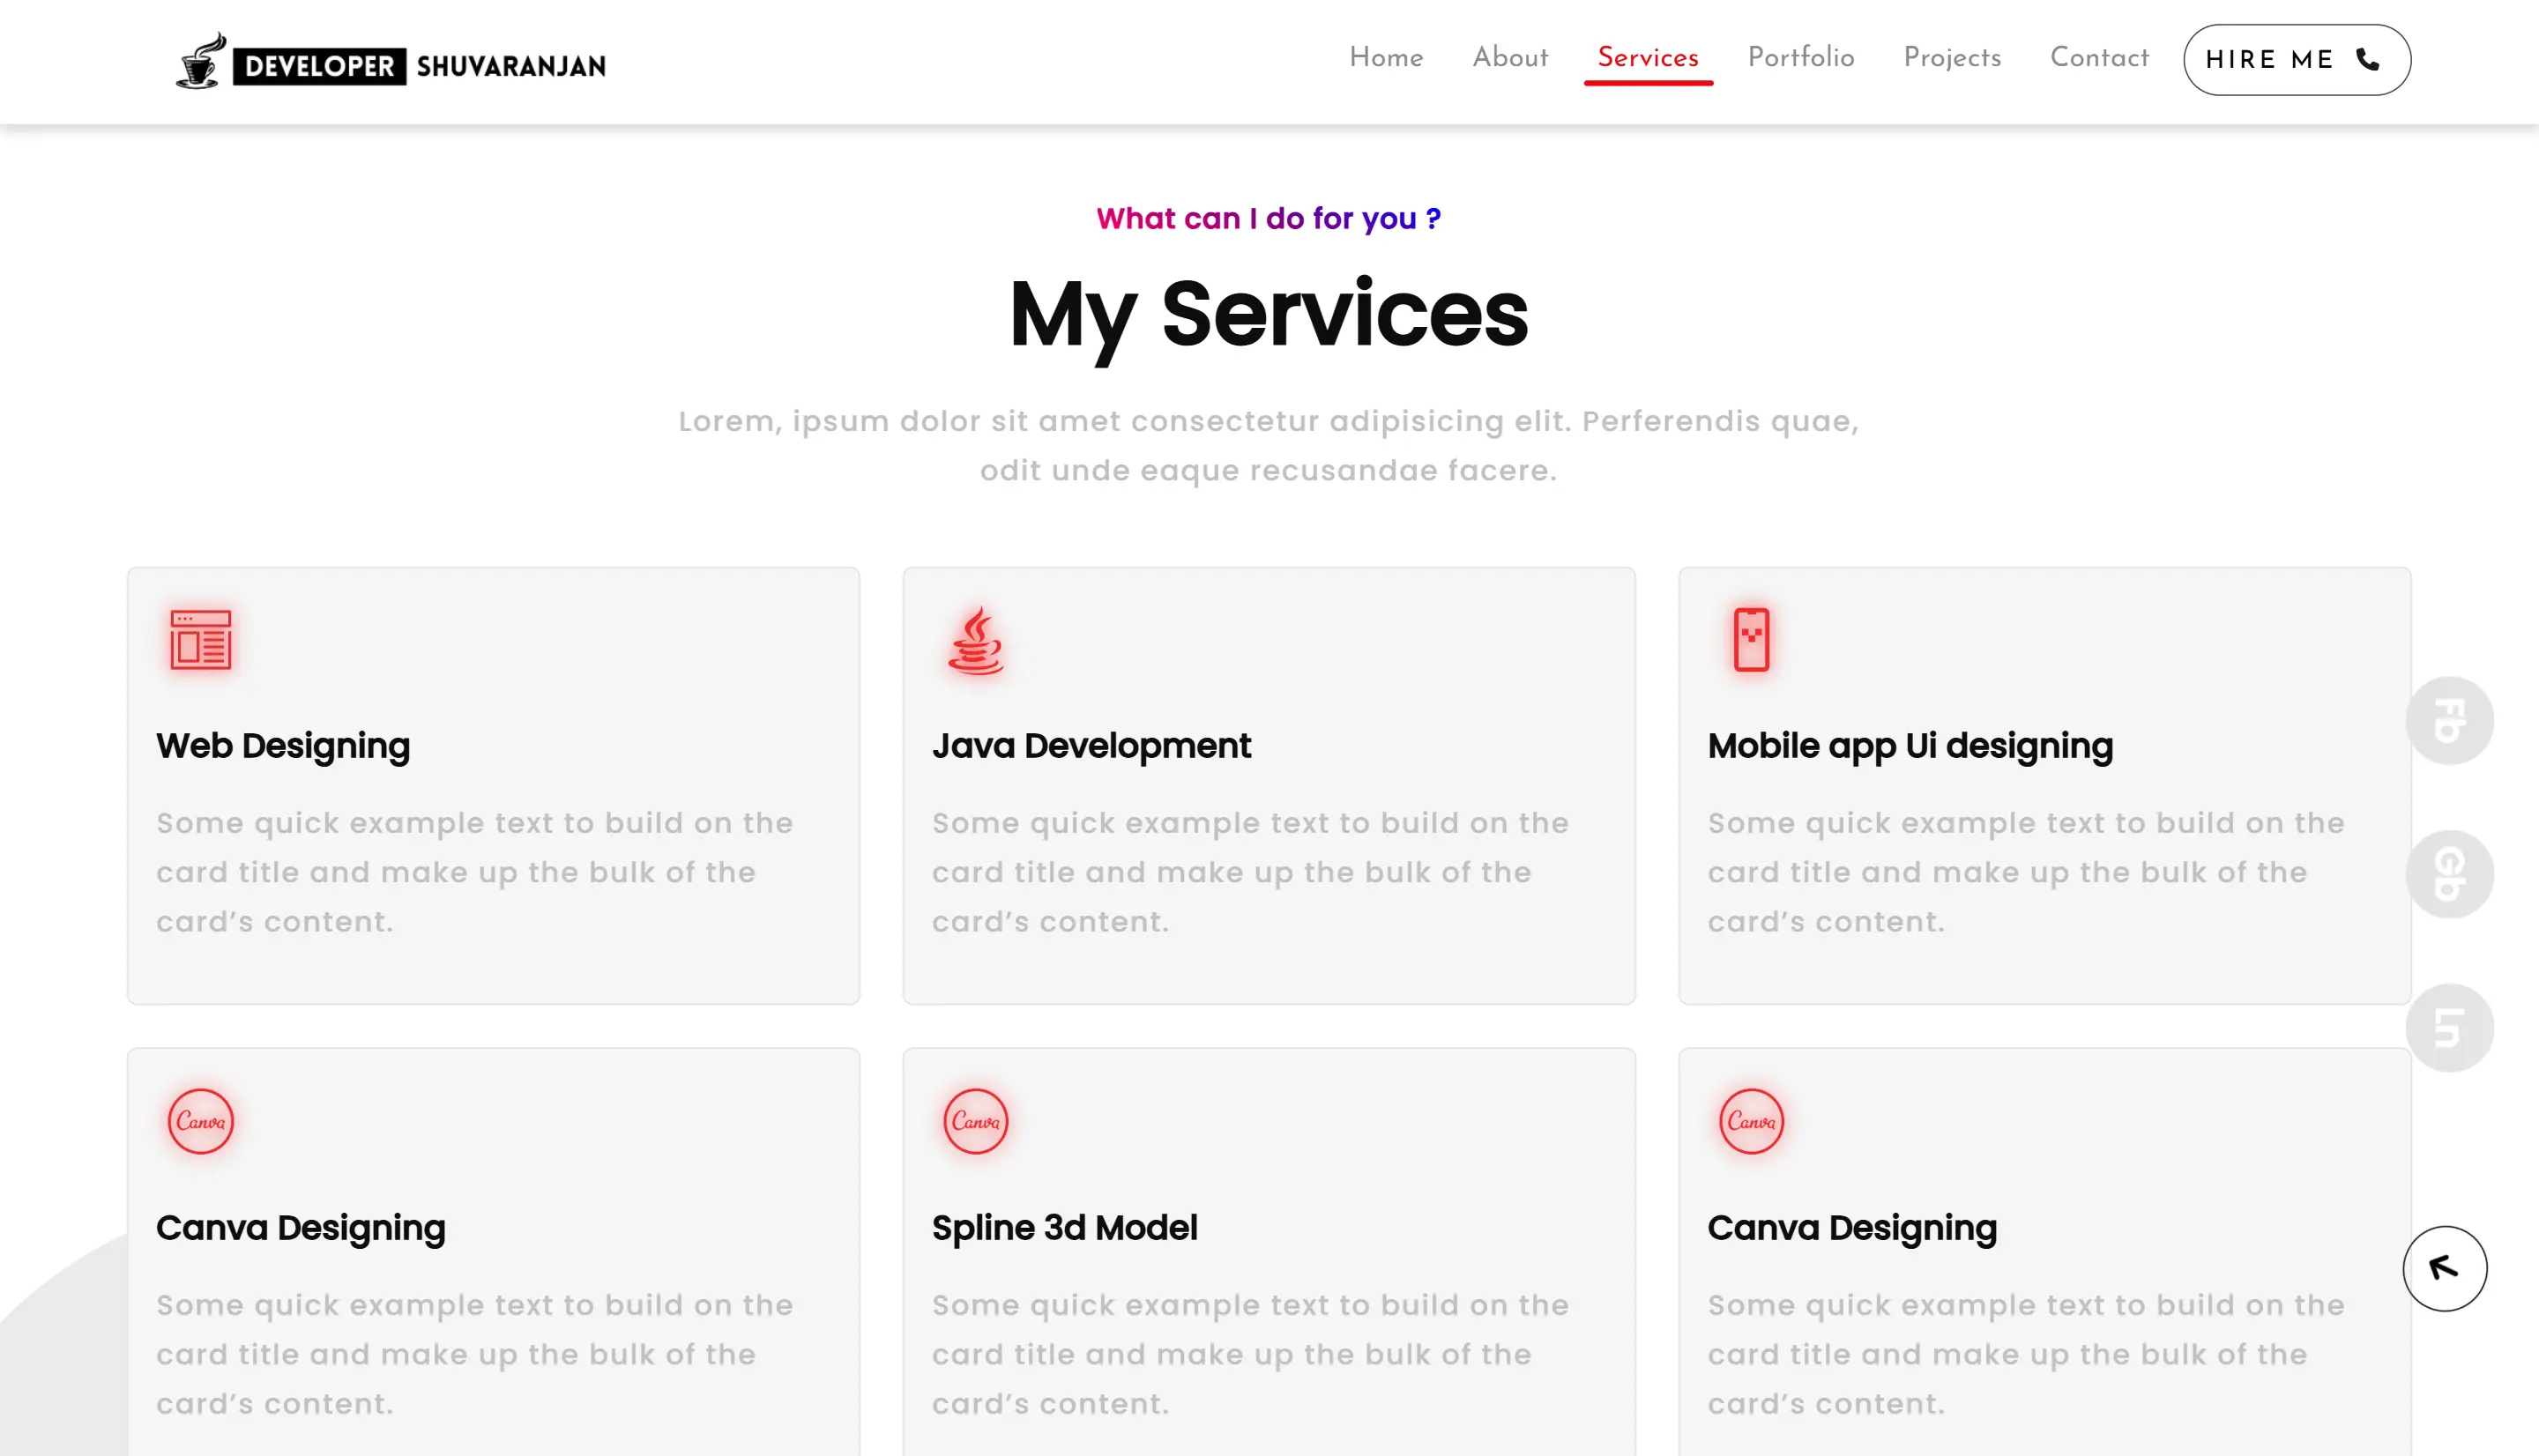 DEVELOPER SHUVARANJAN
Home About Services Portfolio Projects Contact HIRE ME
What can I do for you ?
My Services
Lorem, ipsum dolor sit amet consectetur adipisicing elit. Perferendis quae,
odit unde eaque recusandae facere.
Web Designing
Some quick example text to build on the
card title and make up the bulk of the
card’s content.
Java Development
Some quick example text to build on the
card title and make up the bulk of the
card’s content.
Mobile app Ui designing
Some quick example text to build on the
card title and make up the bulk of the
card’s content.
Fb
Gb
Ln
Canva
Canva Designing
Some quick example text to build on the
card title and make up the bulk of the
card’s content.
Canva
Spline 3d Model
Some quick example text to build on the
card title and make up the bulk of the
card’s content.
Canva
Canva Designing
Some quick example text to build on the
card title and make up the bulk of the
card’s content.